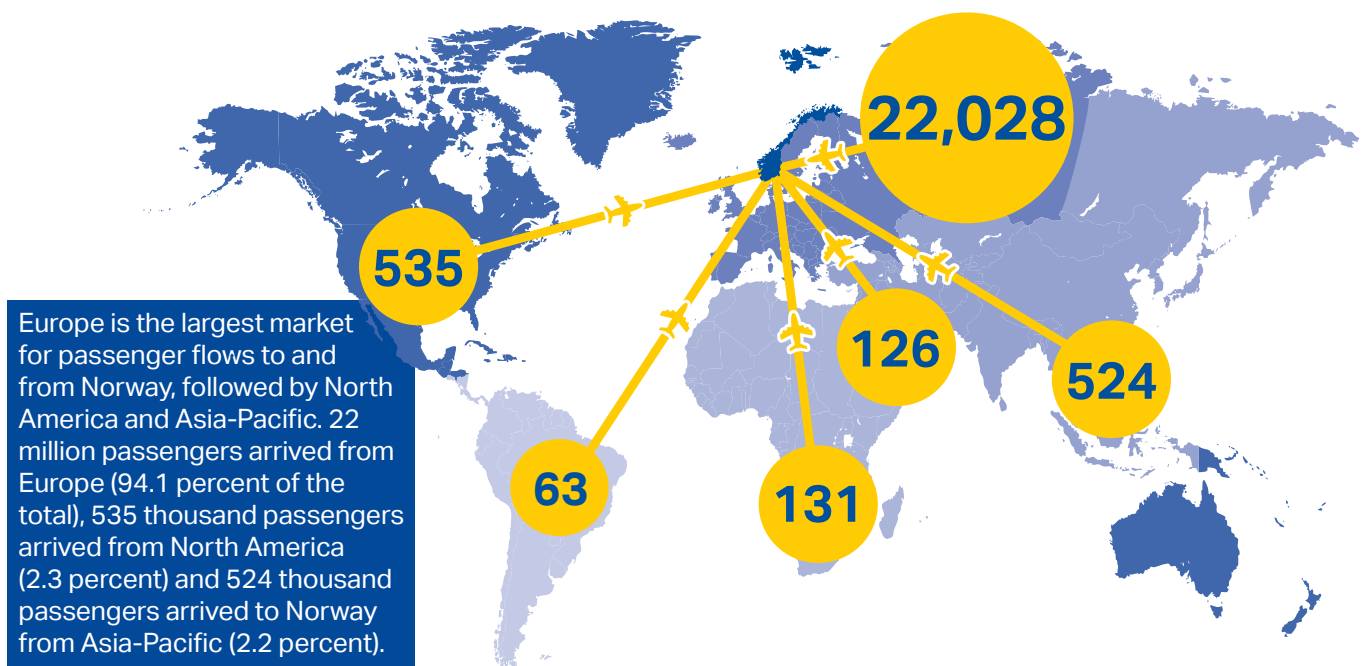 22,028
535
126
524
63
131
Europe is the largest market
for passenger flows to and
from Norway, followed by North
America and Asia-Pacific. 22
million passengers arrived from
Europe (94.1 percent of the
total), 535 thousand passengers
arrived from North America
(2.3 percent) and 524 thousand
passengers arrived to Norway
from Asia-Pacific (2.2 percent).